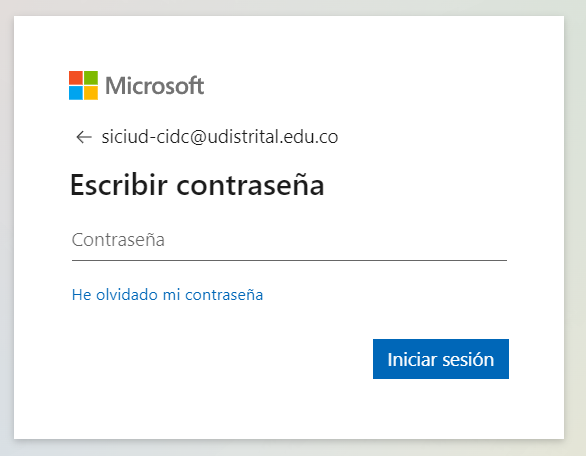 Microsoft
← siciud-cidc@udistrital.edu.co
Escribir contraseña
Contraseña
He olvidado mi contraseña
Iniciar sesión